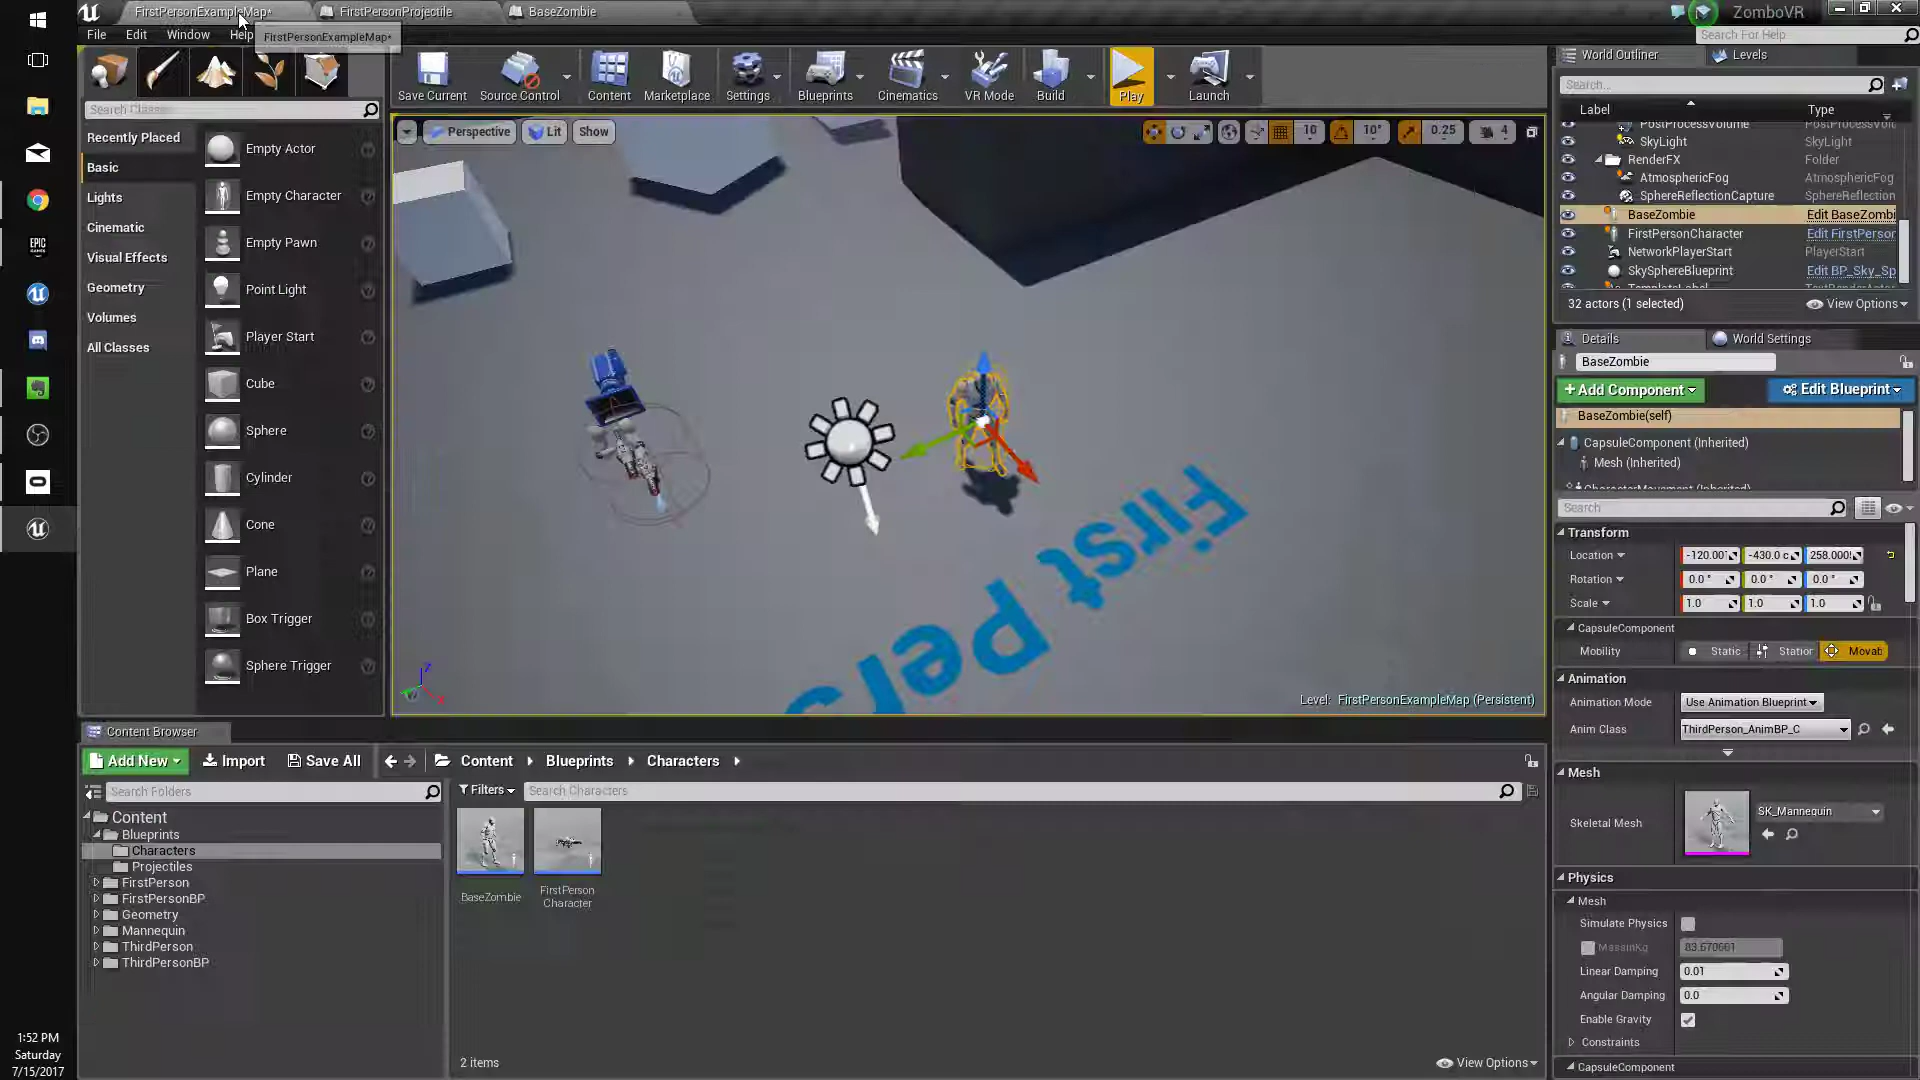 FirstPersonExampleMap*
FirstPersonProjectile
BaseZombie
ZomboVR
File
Edit
Window
Help
FirstPersonExampleMap*
Search For Help
Save Current
Source Control
Content
Marketplace
Settings
Blueprints
Cinematics
VR Mode
Build
Play
Launch
Search Classes
Recently Placed
Basic
Lights
Cinematic
Visual Effects
Geometry
Volumes
All Classes
Empty Actor
Empty Character
Empty Pawn
Point Light
Player Start
Cube
Sphere
Cylinder
Cone
Plane
Box Trigger
Sphere Trigger
Perspective
Lit
Show
10
10°
0.25
4
First Pers
Level: FirstPersonExampleMap (Persistent)
World Outliner
Levels
Search...
Label
Type
PostProcessVolume
PostProcessVol
SkyLight
SkyLight
RenderFX
Folder
AtmosphericFog
AtmosphericFog
SphereReflectionCapture
SphereReflection
BaseZombie
Edit BaseZombi
FirstPersonCharacter
Edit FirstPerson
NetworkPlayerStart
PlayerStart
SkySphereBlueprint
Edit BP_Sky_Sp
32 actors (1 selected)
View Options
Details
World Settings
BaseZombie
+Add Component
Edit Blueprint
BaseZombie(self)
CapsuleComponent (Inherited)
Mesh (Inherited)
CharacterMovement (Inherited)
Search
Transform
Location
-120.00
-430.0 c
258.000
Rotation
0.0 °
0.0 °
0.0 °
Scale
1.0
1.0
1.0
CapsuleComponent
Mobility
Static
Station
Movab
Animation
Animation Mode
Use Animation Blueprint
Anim Class
ThirdPerson_AnimBP_C
Mesh
Skeletal Mesh
SK_Mannequin
Physics
Mesh
Simulate Physics
MassInKg
83.670661
Linear Damping
0.01
Angular Damping
0.0
Enable Gravity
Constraints
CapsuleComponent
Content Browser
Add New
Import
Save All
Content
Blueprints
Characters
Search Folders
Filters
Search Characters
Content
Blueprints
Characters
Projectiles
FirstPerson
FirstPersonBP
Geometry
Mannequin
ThirdPerson
ThirdPersonBP
BaseZombie
FirstPerson
Character
2 items
View Options
EPIC
GAMES
1:52 PM
Saturday
7/15/2017